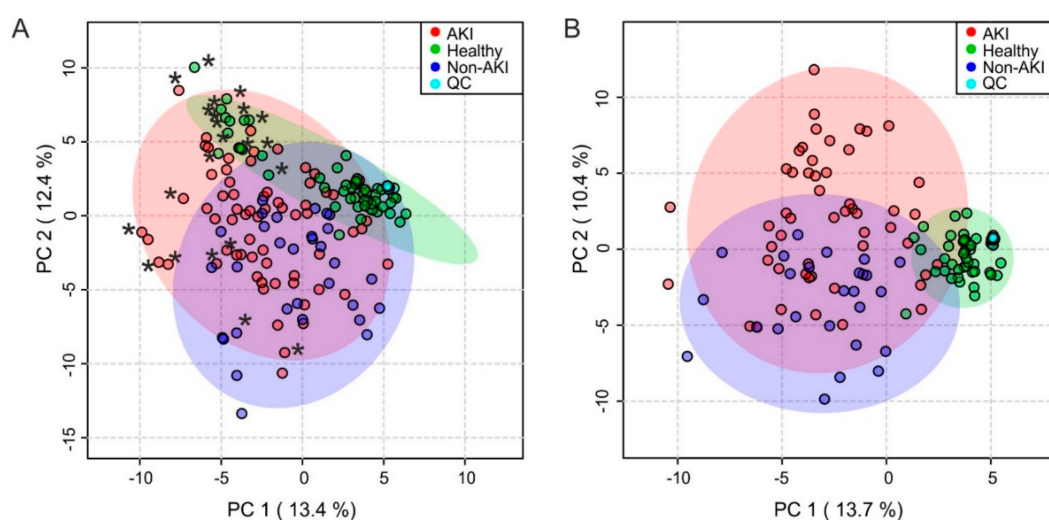 A
AKI
Healthy
Non-AKI
QC
10
5
0
-5
-10
-15
PC 2 ( 12.4 %)
-10
-5
0
5
10
PC 1 ( 13.4 %)
B
AKI
Healthy
Non-AKI
QC
10
5
0
-5
-10
PC 2 ( 10.4 %)
-10
-5
0
5
PC 1 ( 13.7 %)